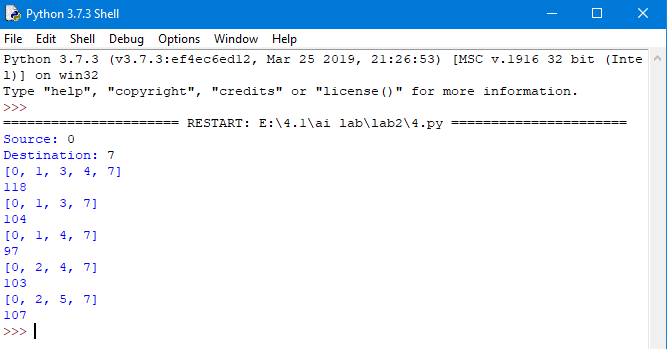 Python 3.7.3 Shell
File Edit Shell Debug Options Window Help
Python 3.7.3 (v3.7.3:ef4ec6ed12, Mar 25 2019, 21:26:53) [MSC v.1916 32 bit (Inte
l)] on win32
Type "help", "copyright", "credits" or "license()" for more information.
>>>
====================== RESTART: E:\4.1\ai lab\lab2\4.py ======================
Source: 0
Destination: 7
[0, 1, 3, 4, 7]
118
[0, 1, 3, 7]
104
[0, 1, 4, 7]
97
[0, 2, 4, 7]
103
[0, 2, 5, 7]
107
>>>